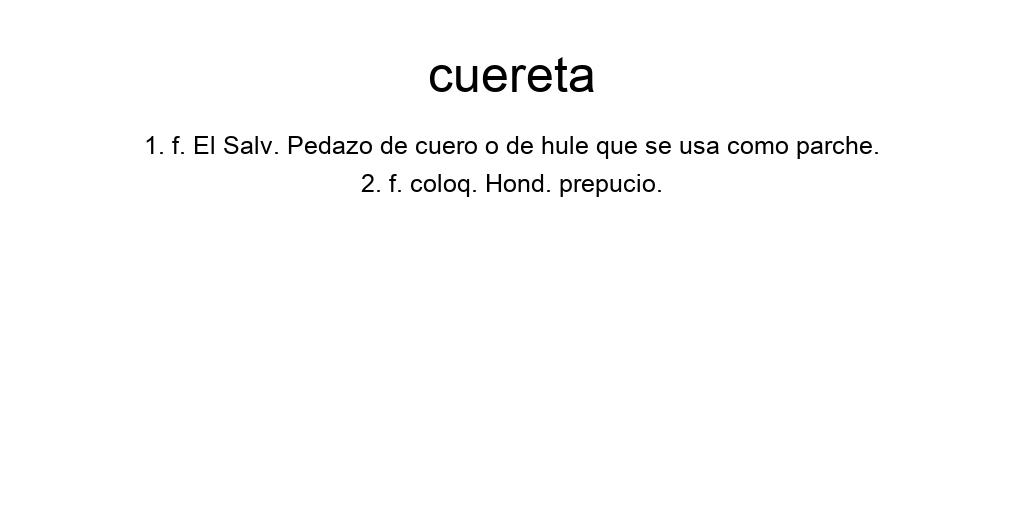 cuereta
1. f. El Salv. Pedazo de cuero o de hule que se usa como parche.
2. f. coloq. Hond. prepucio.